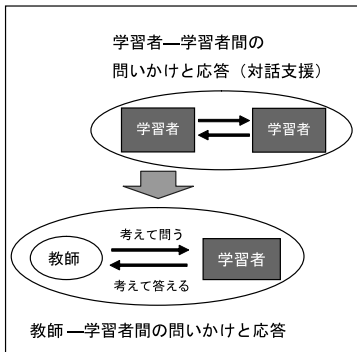 学習者―学習者間の
問いかけと応答（対話支援）
学習者
学習者
考えて問う
教師
学習者
考えて答える
教師―学習者間の問いかけと応答